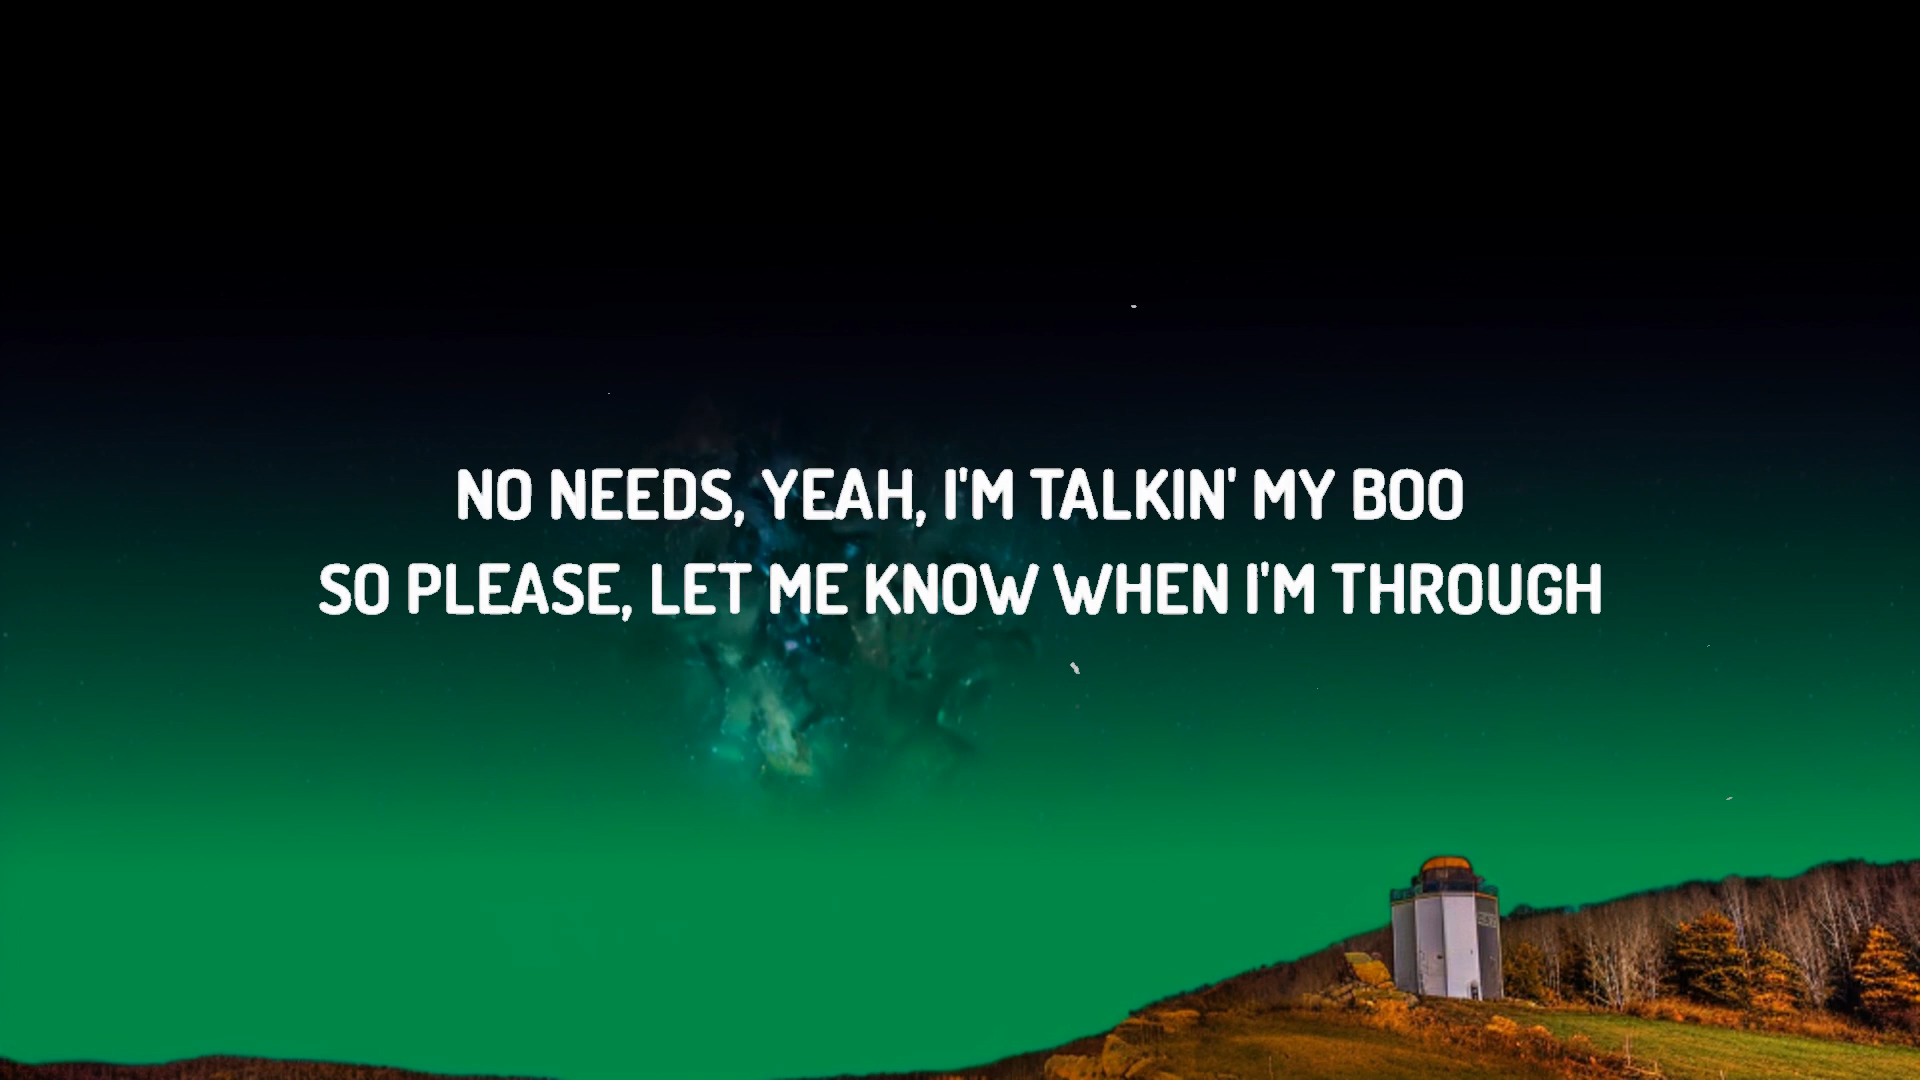 NO NEEDS, YEAH, I'M TALKIN' MY BOO
SO PLEASE, LET ME KNOW WHEN I'M THROUGH